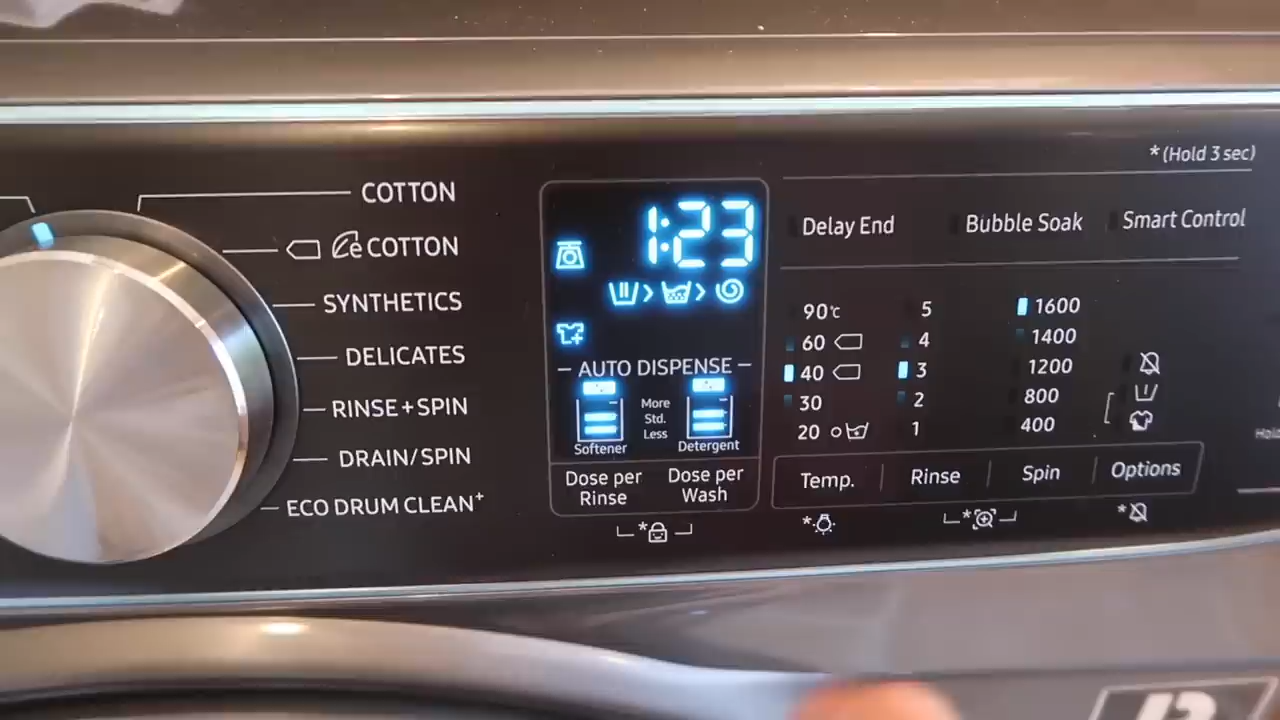 * (Hold 3 sec)
COTTON
COTTON
SYNTHETICS
DELICATES
RINSE+SPIN
DRAIN/SPIN
ECO DRUM CLEAN+
1:23
AUTO DISPENSE
More
Std.
Less
Softener
Detergent
Dose per
Rinse
Dose per
Wash
*
Delay End
Bubble Soak
Smart Control
90℃
60
40
30
20
5
4
3
2
1
1600
1400
1200
800
400
Temp.
Rinse
Spin
Options
*
*
*